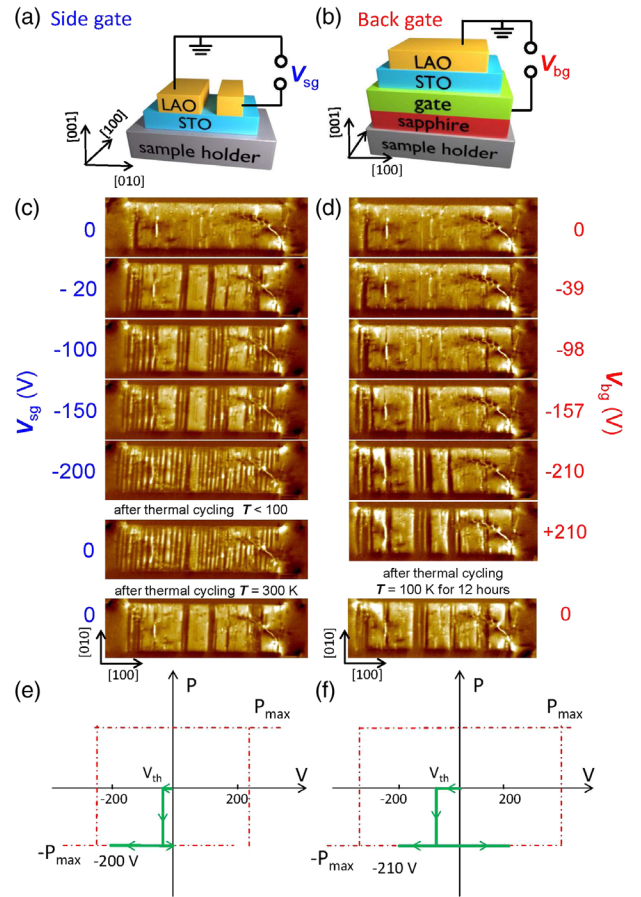 (a) Side gate
(b) Back gate
V_sg
LAO
STO
sample holder
[001]
[100]
[010]
V_bg
LAO
STO
gate
sapphire
sample holder
[001]
[100]
(c)
(d)
0
0
- 20
-39
-100
-98
-150
-157
-200
-210
+210
V_sg (V)
V_bg (V)
after thermal cycling T < 100
0
after thermal cycling T = 300 K
0
after thermal cycling
T = 100 K for 12 hours
0
[010]
[100]
[010]
[100]
(e)
P
P_max
V_th
V
-200
200
-P_max
-200 V
(f)
P
P_max
V_th
V
-200
200
-P_max
-210 V